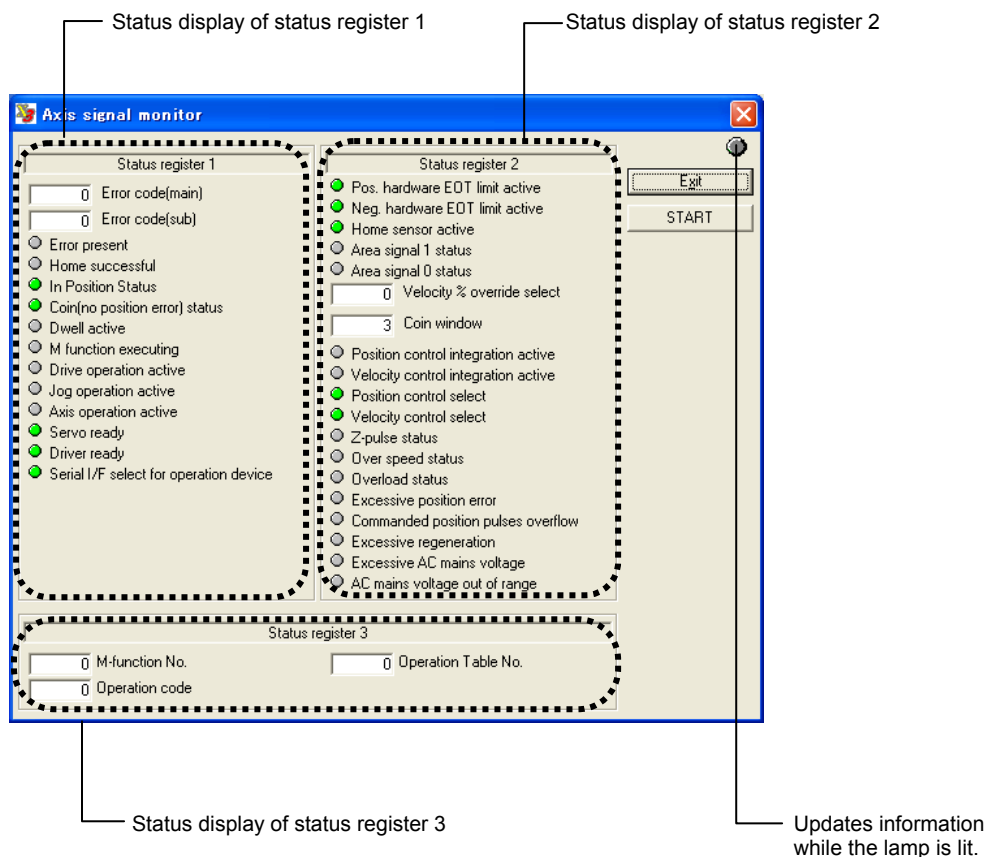 Status display of status register 1
Status display of status register 2
Axis signal monitor
Status register 1
0 Error code(main)
0 Error code(sub)
Error present
Home successful
In Position Status
Coin(no position error) status
Dwell active
M function executing
Drive operation active
Jog operation active
Axis operation active
Servo ready
Driver ready
Serial I/F select for operation device
Status register 2
Pos. hardware EOT limit active
Neg. hardware EOT limit active
Home sensor active
Area signal 1 status
Area signal 0 status
0 Velocity % override select
3 Coin window
Position control integration active
Velocity control integration active
Position control select
Velocity control select
Z-pulse status
Over speed status
Overload status
Excessive position error
Commanded position pulses overflow
Excessive regeneration
Excessive AC mains voltage
AC mains voltage out of range
Exit
START
Status register 3
0 M-function No.
0 Operation Table No.
0 Operation code
Status display of status register 3
Updates information
while the lamp is lit.